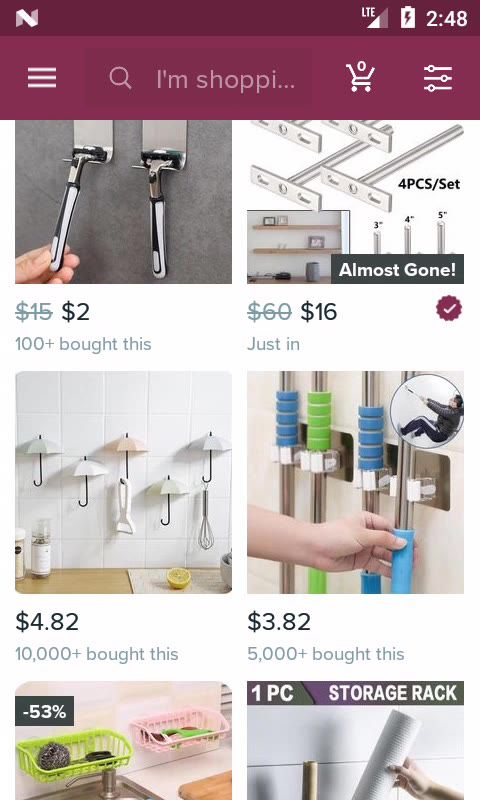 LTE
2:48
I'm shoppi...
0
4PCS/Set
3"
4"
5"
Almost Gone!
$15 $2
100+ bought this
$60 $16
Just in
$4.82
10,000+ bought this
$3.82
5,000+ bought this
-53%
1 PC STORAGE RACK